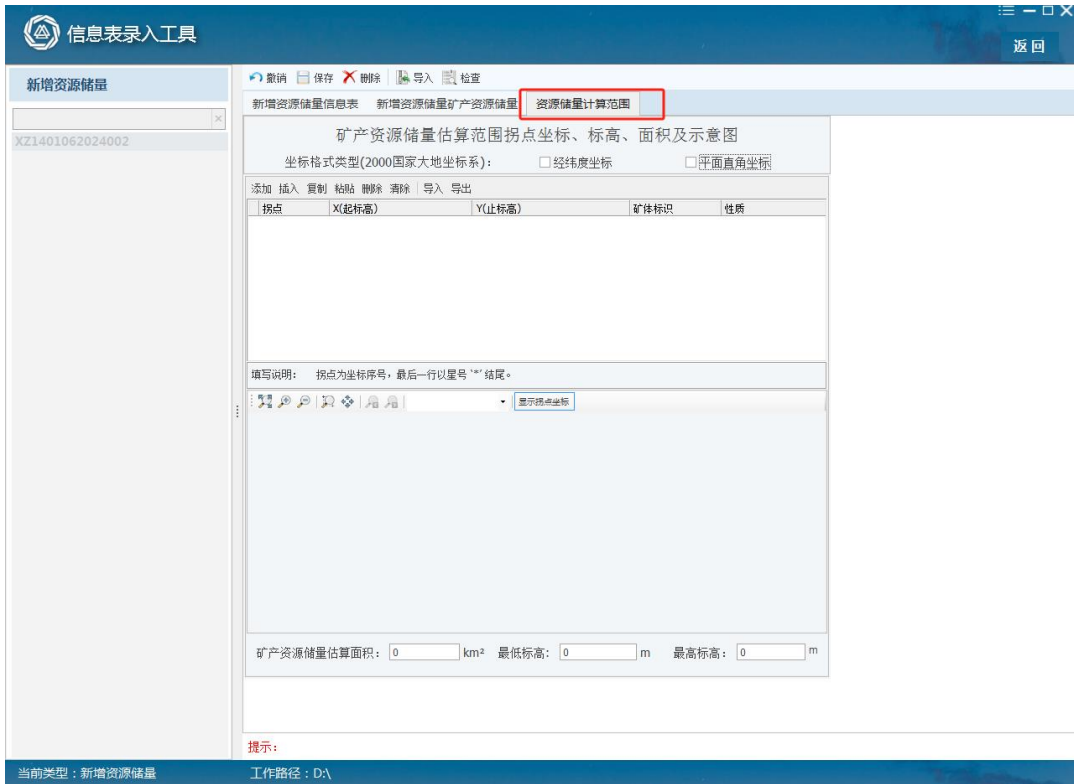 信息表录入工具
返回
新增资源储量
XZ1401062024002
撤销 保存 删除 导入 检查
新增资源储量信息表 新增资源储量矿产资源储量 资源储量计算范围
矿产资源储量估算范围拐点坐标、标高、面积及示意图
坐标格式类型(2000国家大地坐标系)： 经纬度坐标 平面直角坐标
添加 插入 复制 粘贴 删除 清除 导入 导出
拐点 X(起标高) Y(止标高) 矿体标识 性质
填写说明： 拐点为坐标序号，最后一行以星号 '*' 结尾。
显示拐点坐标
矿产资源储量估算面积： 0 km² 最低标高： 0 m 最高标高： 0 m
提示：
当前类型：新增资源储量 工作路径：D:\